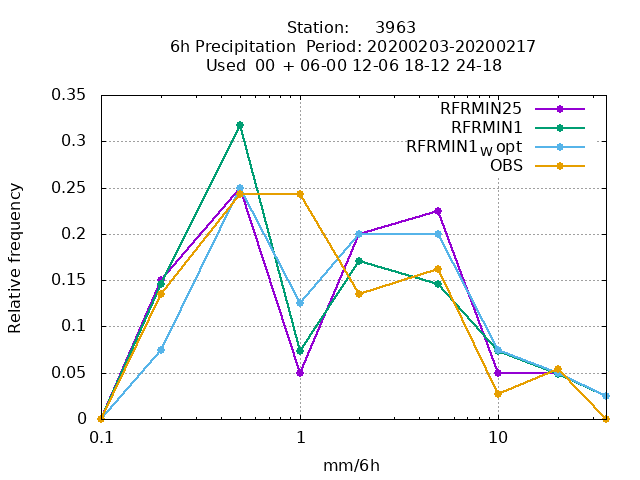 Station: 3963
6h Precipitation Period: 20200203-20200217
Used 00 + 06-00 12-06 18-12 24-18
RFRMIN25
RFRMIN1
RFRMIN1W opt
OBS
0.35
0.3
0.25
0.2
0.15
0.1
0.05
0
Relative frequency
0.1 1 10
mm/6h